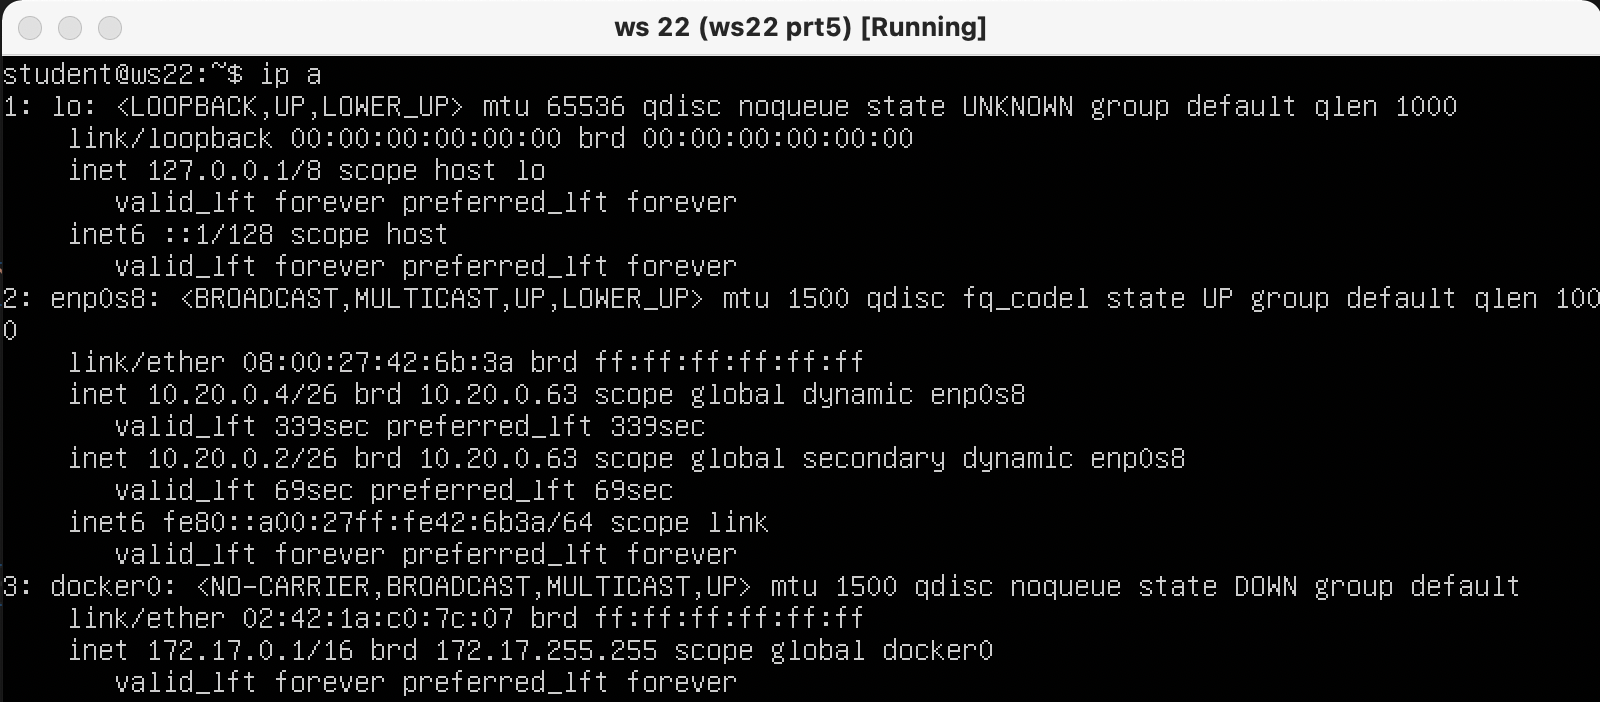 ws 22 (ws22 prt5) [Running]
student@ws22:~$ ip a
1: lo: <LOOPBACK,UP,LOWER_UP> mtu 65536 qdisc noqueue state UNKNOWN group default qlen 1000
    link/loopback 00:00:00:00:00:00 brd 00:00:00:00:00:00
    inet 127.0.0.1/8 scope host lo
       valid_lft forever preferred_lft forever
    inet6 ::1/128 scope host
       valid_lft forever preferred_lft forever
2: enp0s8: <BROADCAST,MULTICAST,UP,LOWER_UP> mtu 1500 qdisc fq_codel state UP group default qlen 100
0
    link/ether 08:00:27:42:6b:3a brd ff:ff:ff:ff:ff:ff
    inet 10.20.0.4/26 brd 10.20.0.63 scope global dynamic enp0s8
       valid_lft 339sec preferred_lft 339sec
    inet 10.20.0.2/26 brd 10.20.0.63 scope global secondary dynamic enp0s8
       valid_lft 69sec preferred_lft 69sec
    inet6 fe80::a00:27ff:fe42:6b3a/64 scope link
       valid_lft forever preferred_lft forever
3: docker0: <NO-CARRIER,BROADCAST,MULTICAST,UP> mtu 1500 qdisc noqueue state DOWN group default
    link/ether 02:42:1a:c0:7c:07 brd ff:ff:ff:ff:ff:ff
    inet 172.17.0.1/16 brd 172.17.255.255 scope global docker0
       valid_lft forever preferred_lft forever